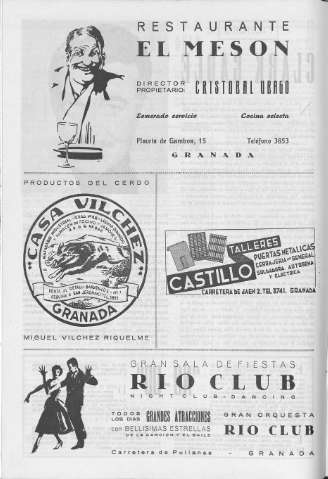 RESTAURANTE
EL MESON
DIRECTOR PROPIETARIO: CRISTOBAL
Esmerado servicio Cocina selecta
Planta de Gamboa, 15 Teléfono 3853
GRANADA
PRODUCTOS DEL CERDO
"CASA VILCHEZ"
GRANADA
MIGUEL VILCHEZ RIQUELME
TALLERES
CASTILLO
PUERTAS METALICAS
CERRAJERIA EN GENERAL
SOLDADURA AUTOGENA
Y ELECTRICA
CARRETERA DE JAEN 2. TEL 3741. GRANADA
GRAN SALA DE FIESTAS
RIO CLUB
NIGHT CLUB-DANCING
TODOS LOS DIAS GRANDES ATRACCIONES
con BELLISIMAS ESTRELLAS
DE LA CANCION Y EL BAILE
GRAN ORQUESTA
RIO CLUB
Carretera de Pulianas - GRANADA